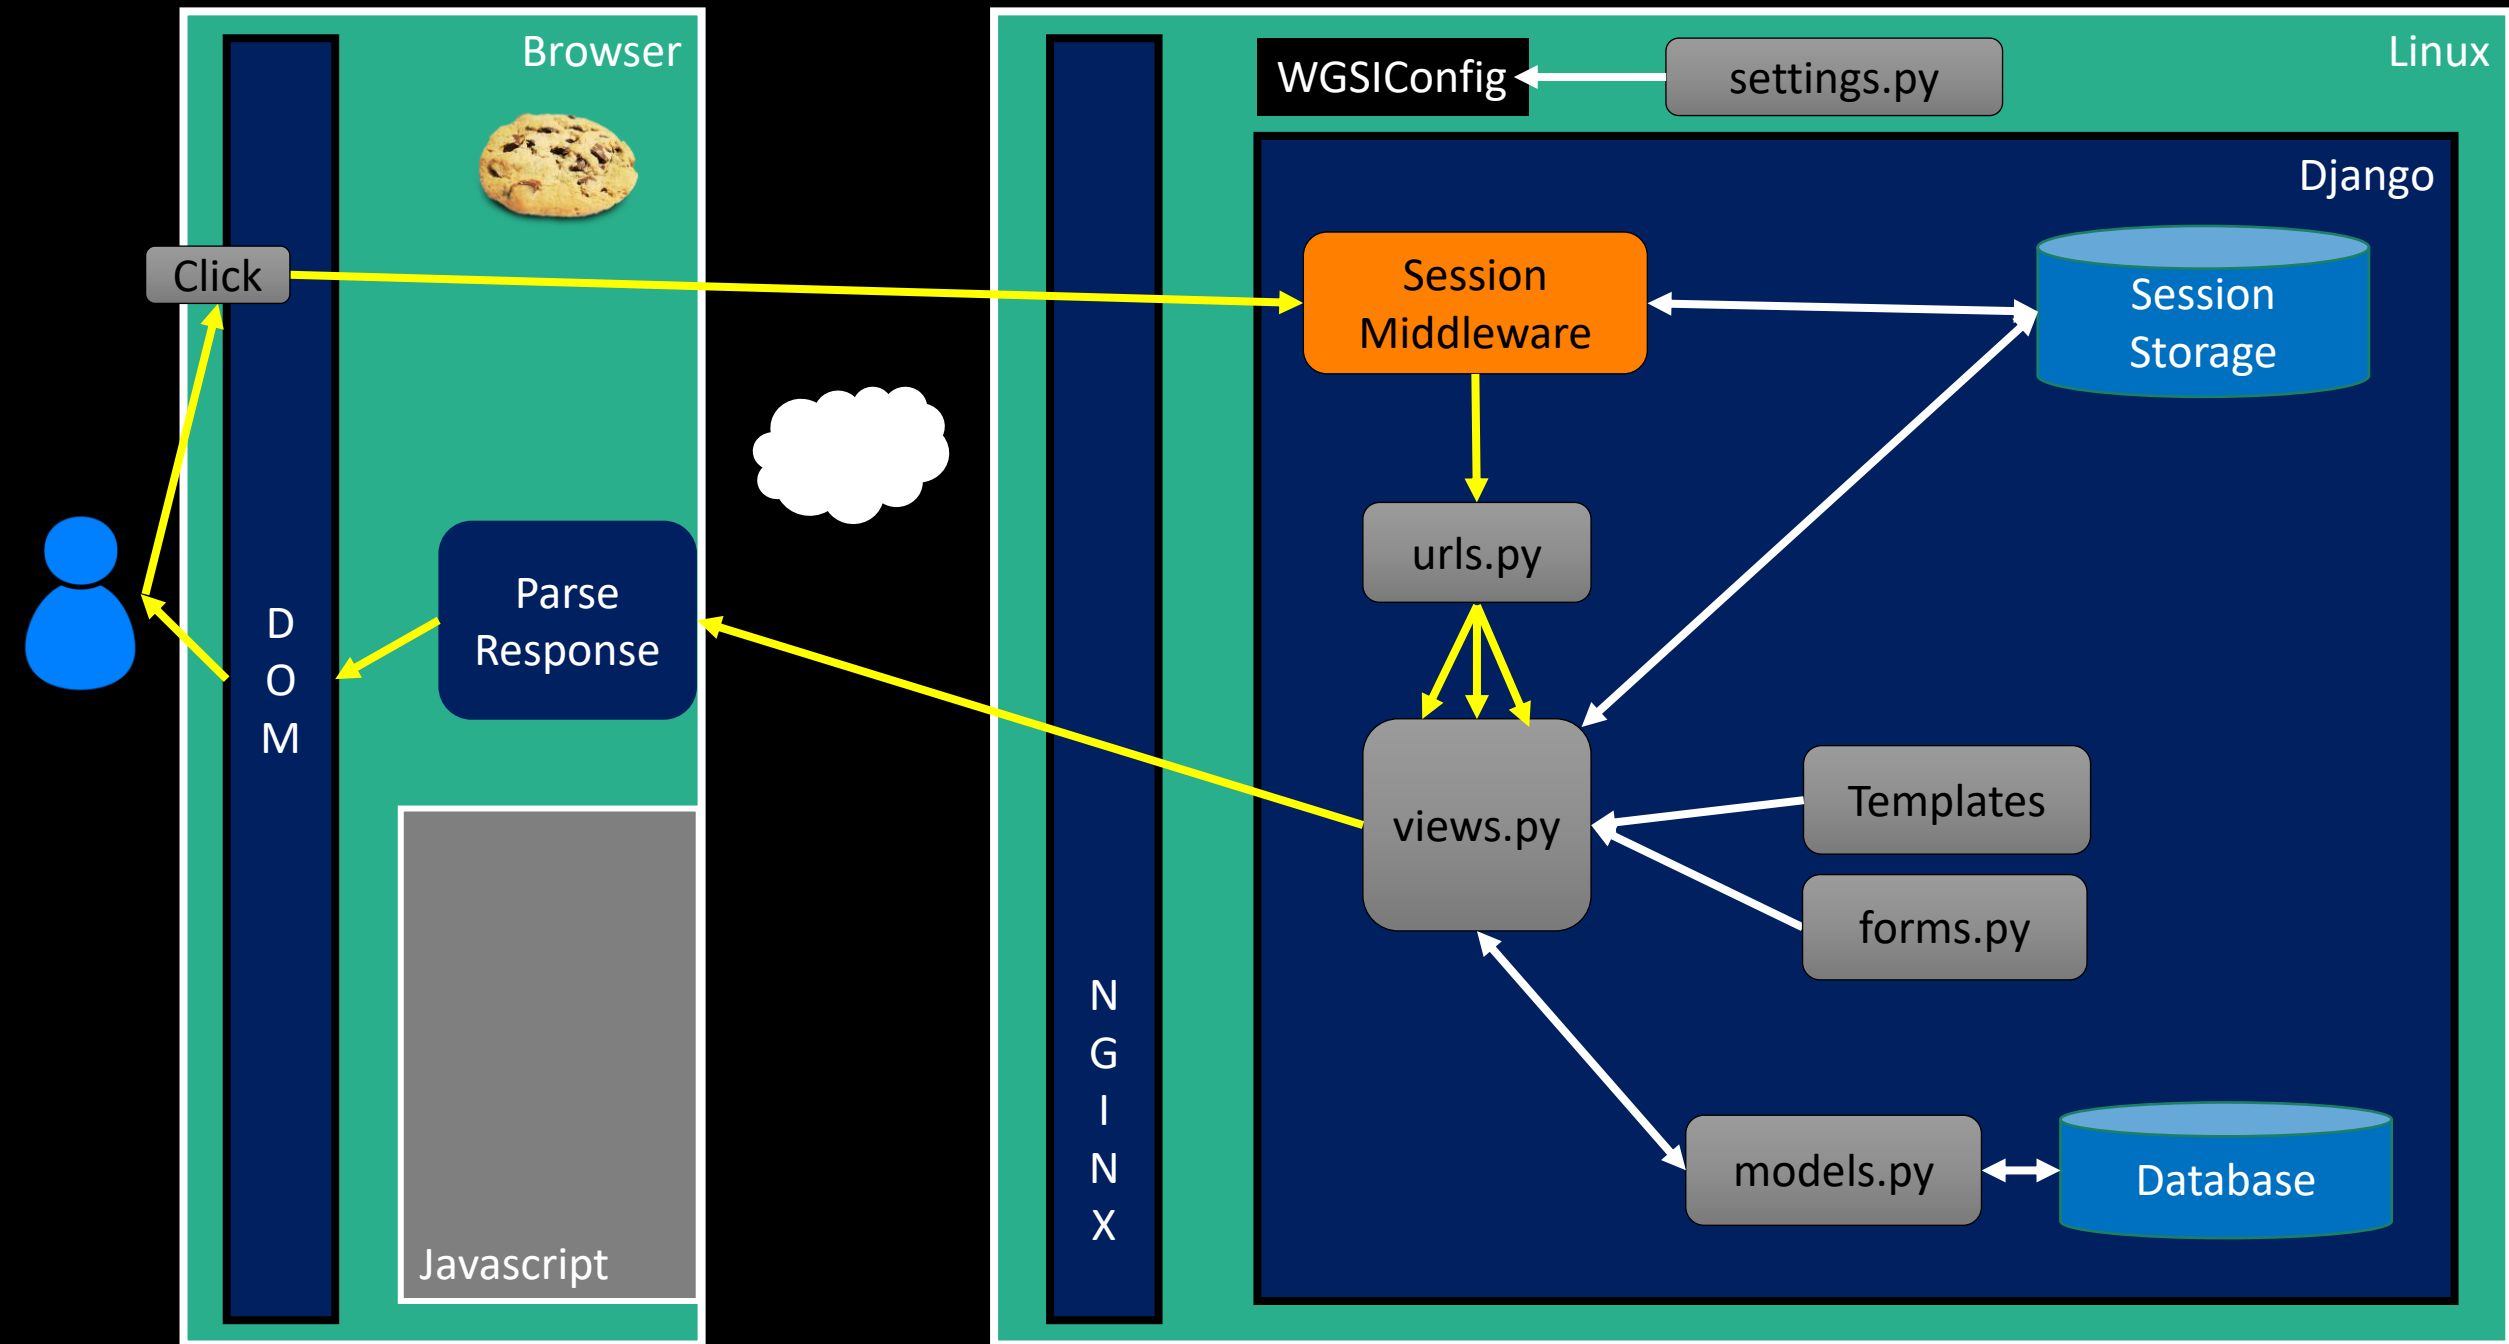 Browser
Linux
WGSIConfig
settings.py
Django
Click
Session
Middleware
Session
Storage
urls.py
Parse
Response
D
O
M
views.py
Templates
forms.py
N
G
I
N
X
models.py
Database
Javascript